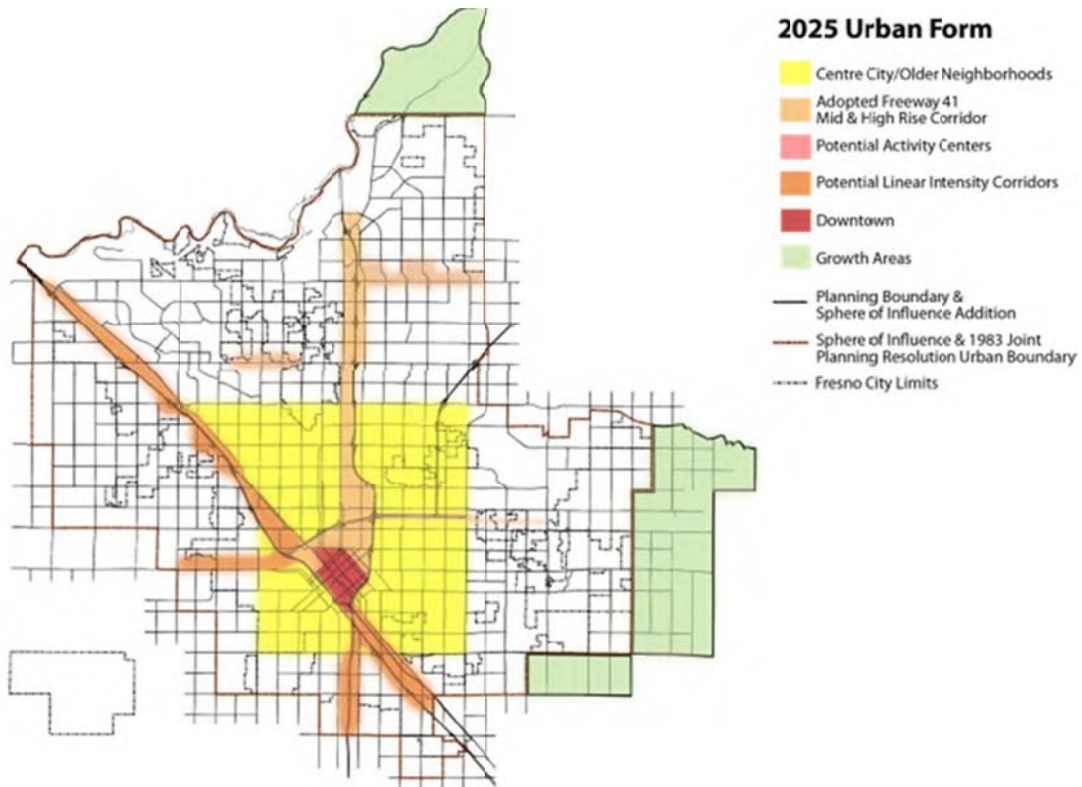 2025 Urban Form
Centre City/Older Neighborhoods
Adopted Freeway 41
Mid & High Rise Corridor
Potential Activity Centers
Potential Linear Intensity Corridors
Downtown
Growth Areas
Planning Boundary &
Sphere of Influence Addition
Sphere of Influence & 1983 Joint
Planning Resolution Urban Boundary
Fresno City Limits